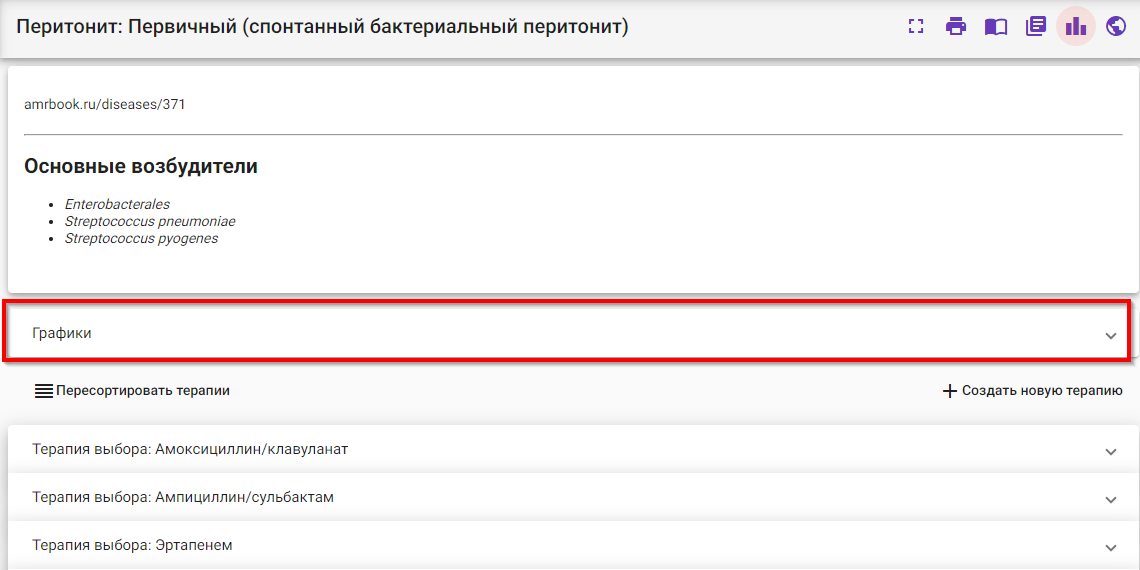 Перитонит: Первичный (спонтанный бактериальный перитонит)
amrbook.ru/diseases/371
Основные возбудители
Enterobacterales
Streptococcus pneumoniae
Streptococcus pyogenes
Графики
Пересортировать терапии
Создать новую терапию
Терапия выбора: Амоксициллин/клавуланат
Терапия выбора: Ампициллин/сульбактам
Терапия выбора: Эртапенем